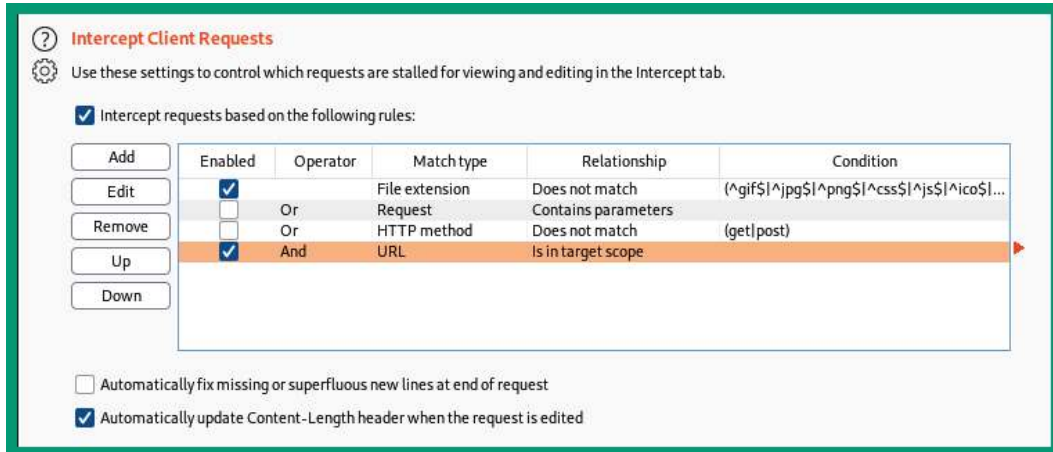 Intercept Client Requests
Use these settings to control which requests are stalled for viewing and editing in the Intercept tab.
Intercept requests based on the following rules:
Add
Edit
Remove
Up
Down
Enabled Operator Match type Relationship Condition
File extension Does not match (^gif$|^jpg$|^png$|^css$|^js$|^ico$|...
Or Request Contains parameters
Or HTTP method Does not match (get|post)
And URL Is in target scope
Automatically fix missing or superfluous new lines at end of request
Automatically update Content-Length header when the request is edited